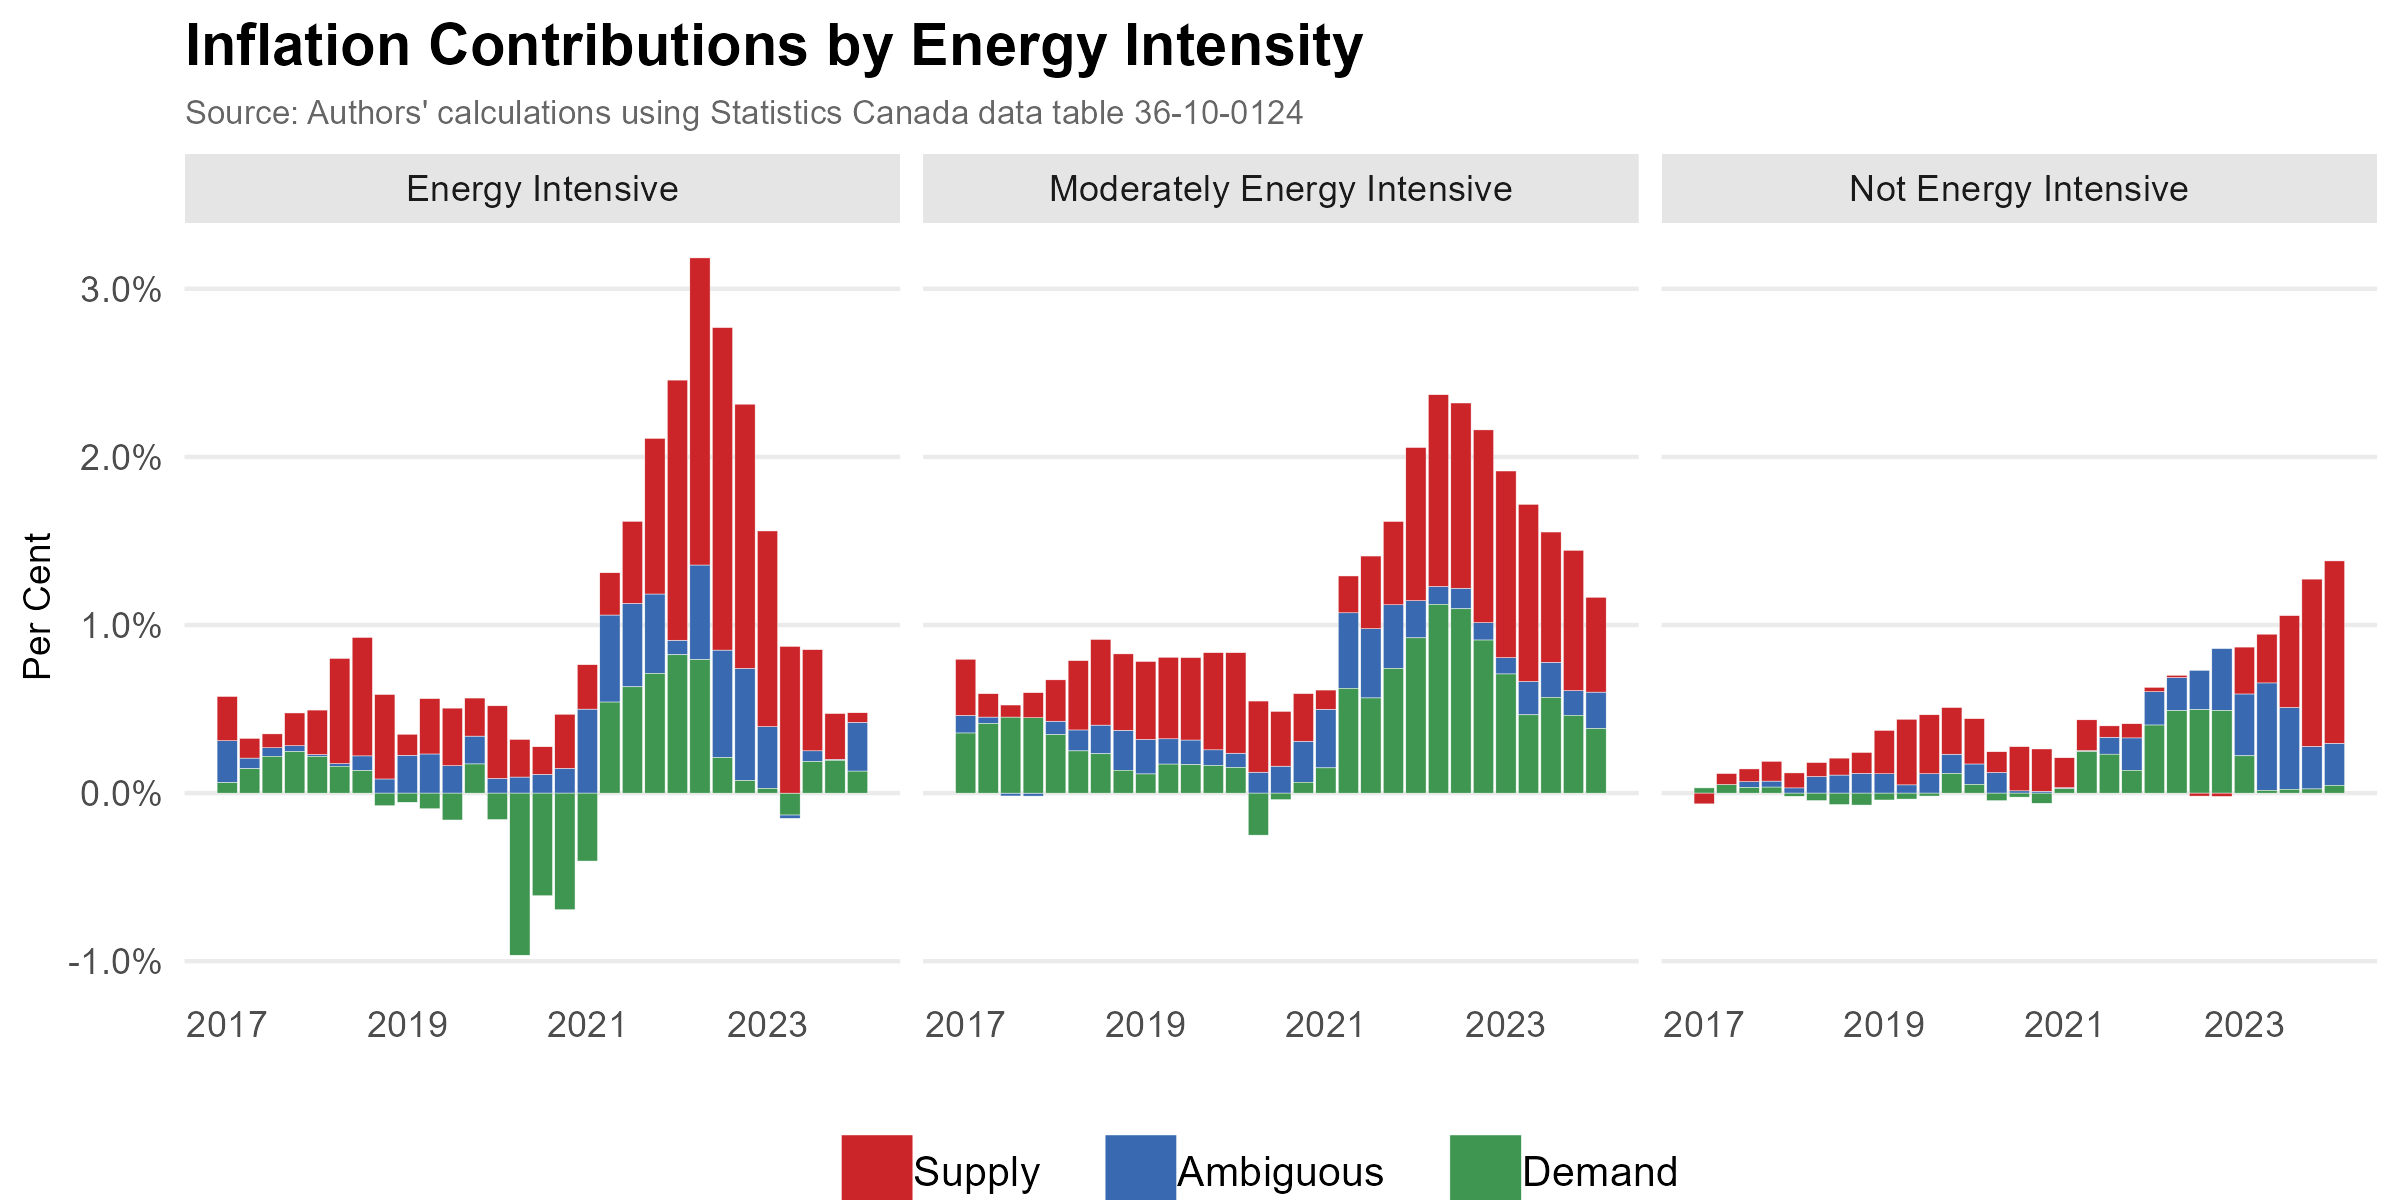 Inflation Contributions by Energy Intensity
Source: Authors' calculations using Statistics Canada data table 36-10-0124
Energy Intensive
Moderately Energy Intensive
Not Energy Intensive
Per Cent
3.0%
2.0%
1.0%
0.0%
-1.0%
2017 2019 2021 2023
2017 2019 2021 2023
2017 2019 2021 2023
Supply Ambiguous Demand